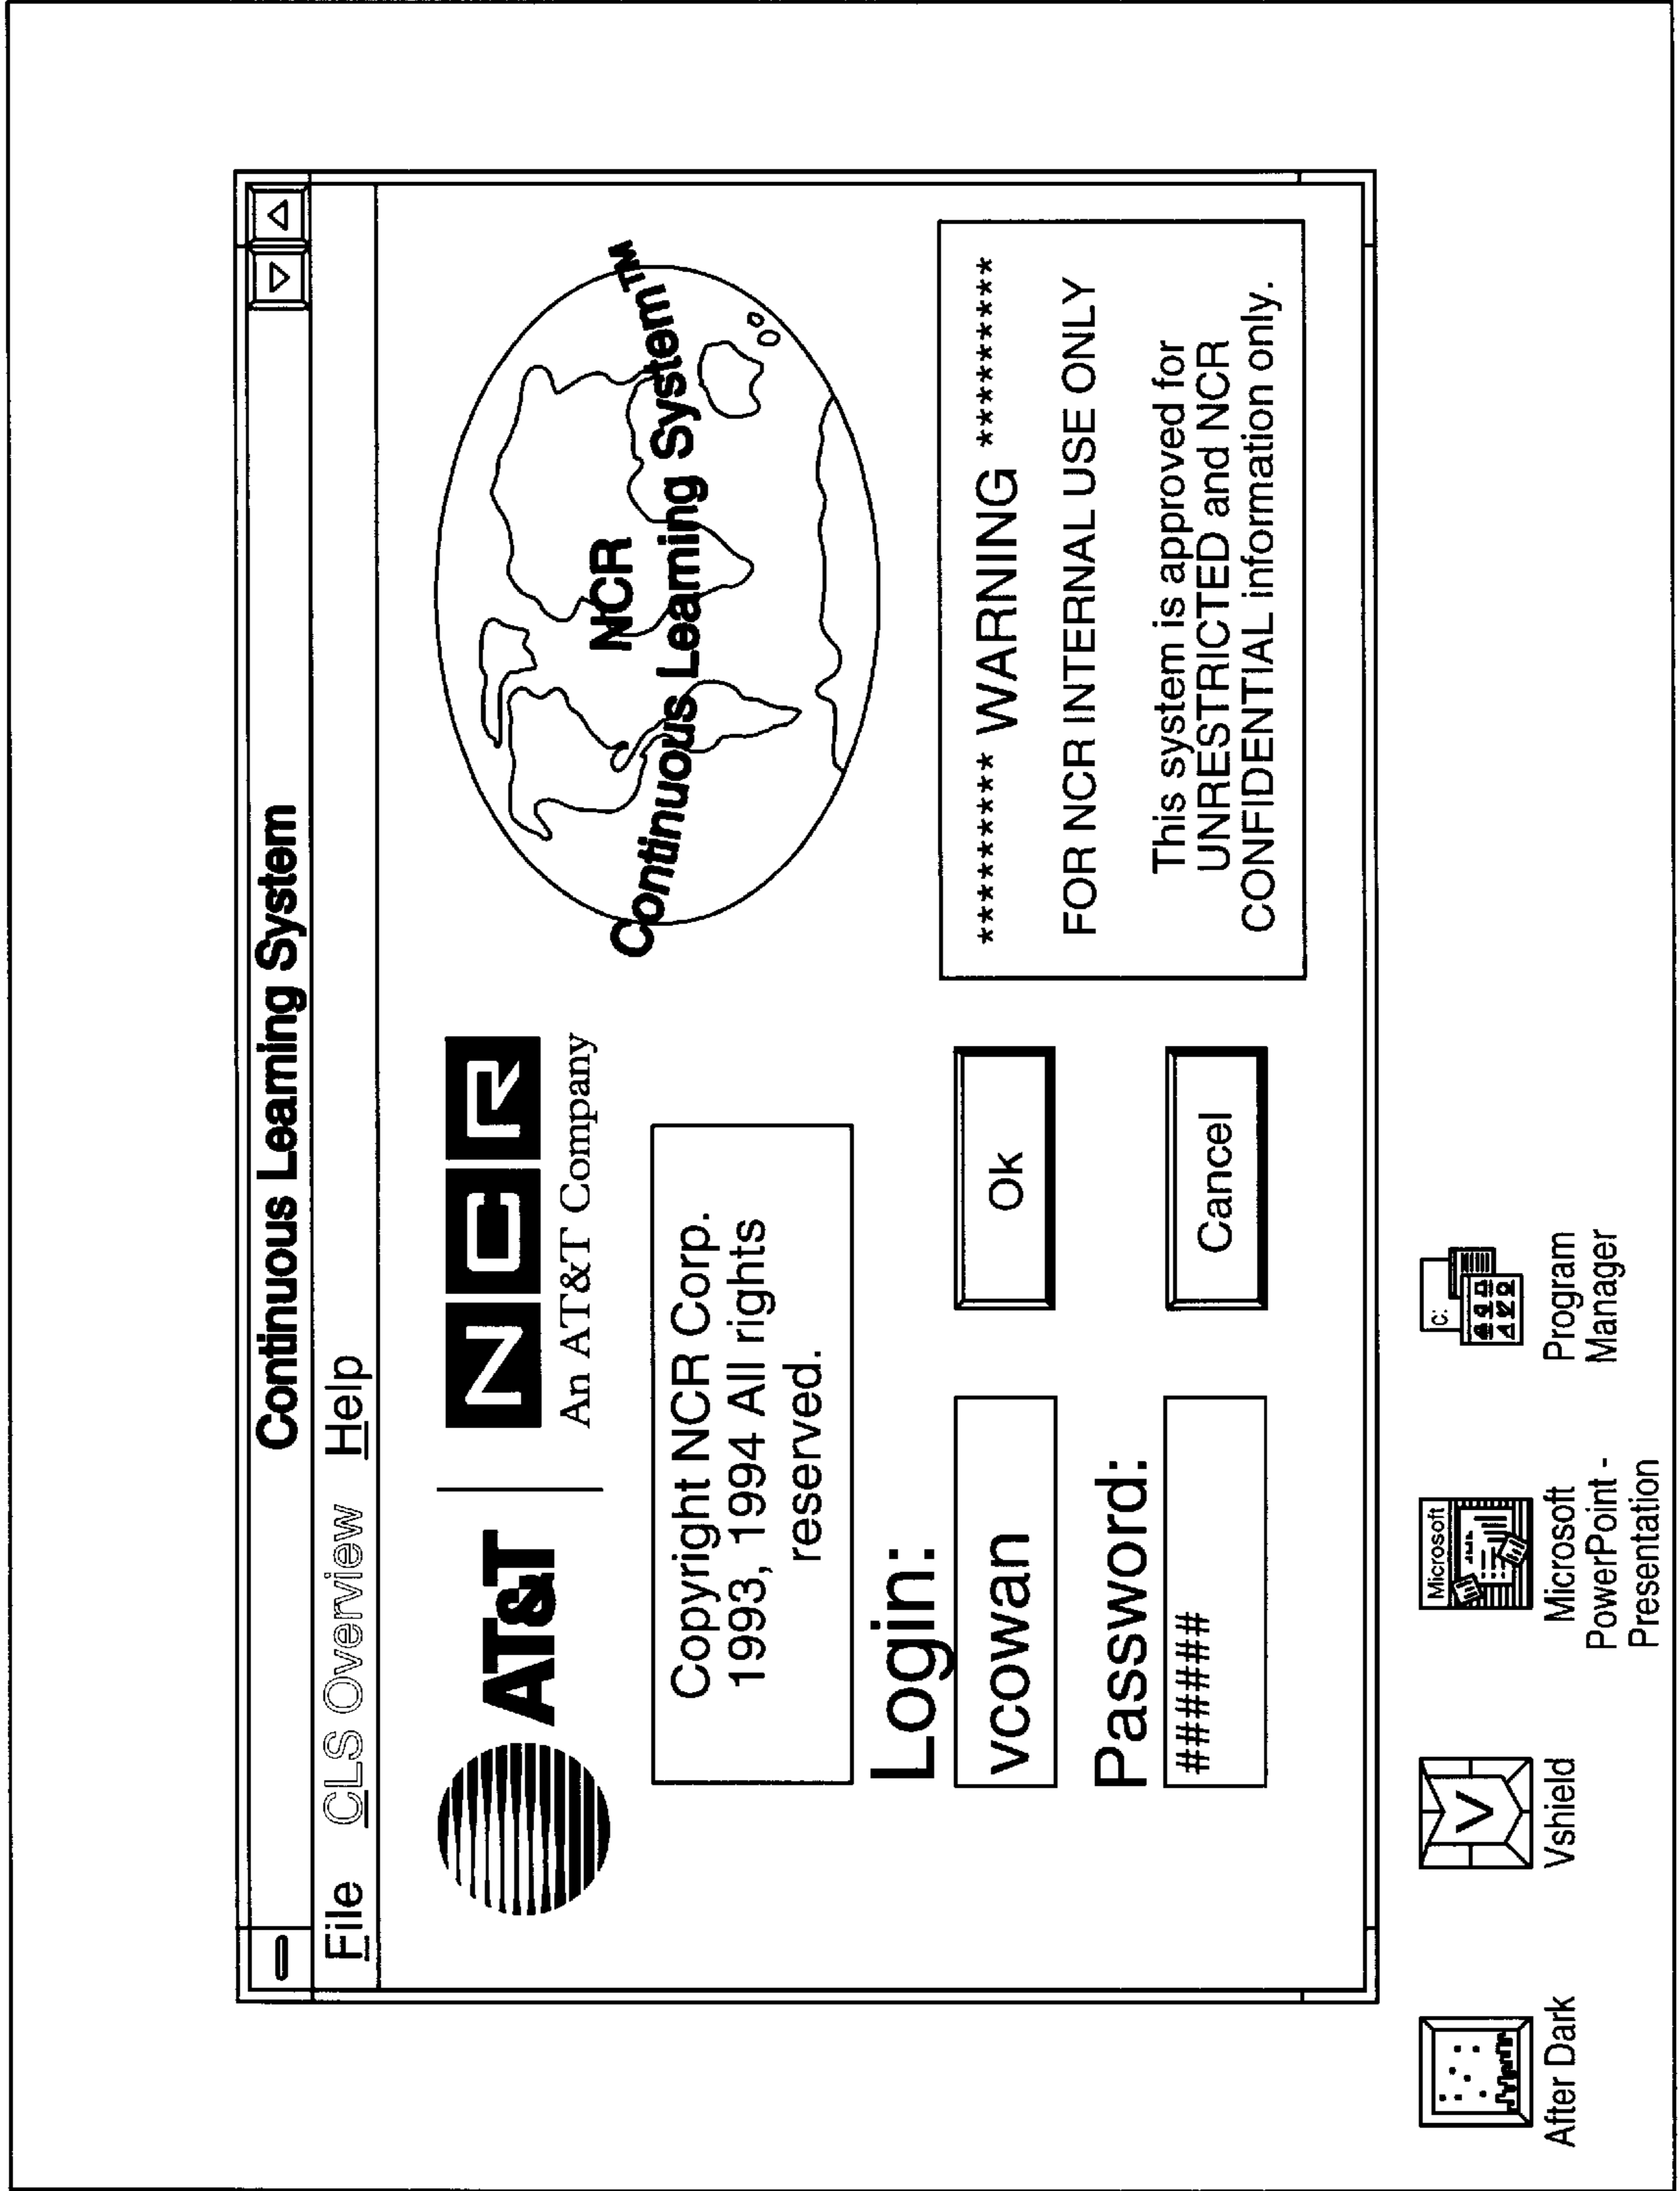 Continuous Learning System
File CLS Overview Help
AT&T
NCR
An AT&T Company
NCR
Continuous Learning System™
Copyright NCR Corp.
1993, 1994 All rights
reserved.
Login:
vcowan
Password:
######
Ok
Cancel
********* WARNING *********
FOR NCR INTERNAL USE ONLY
This system is approved for
UNRESTRICTED and NCR
CONFIDENTIAL information only.
After Dark
V
Vshield
Microsoft
Microsoft
PowerPoint -
Presentation
C:
Program
Manager